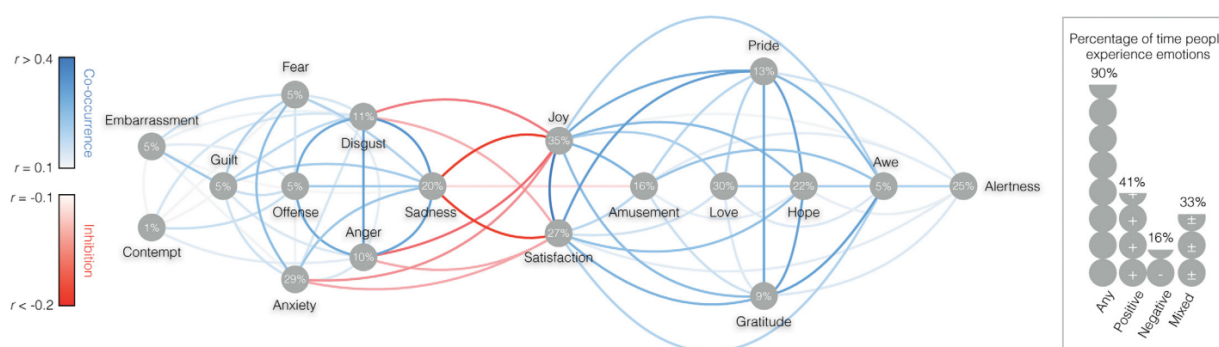 r > 0.4
Co-occurrence
r = 0.1
r = -0.1
Inhibition
r < -0.2
Embarrassment
5%
Contempt
1%
Guilt
5%
Fear
5%
Offense
5%
Anxiety
29%
Disgust
11%
Anger
10%
Sadness
20%
Joy
35%
Satisfaction
27%
Amusement
16%
Love
30%
Pride
13%
Gratitude
9%
Hope
22%
Awe
5%
Alertness
25%
Percentage of time peopl
experience emotions
90%
41%
16%
33%
+
+
+
+
-
±
±
±
Any
Positive
Negative
Mixed